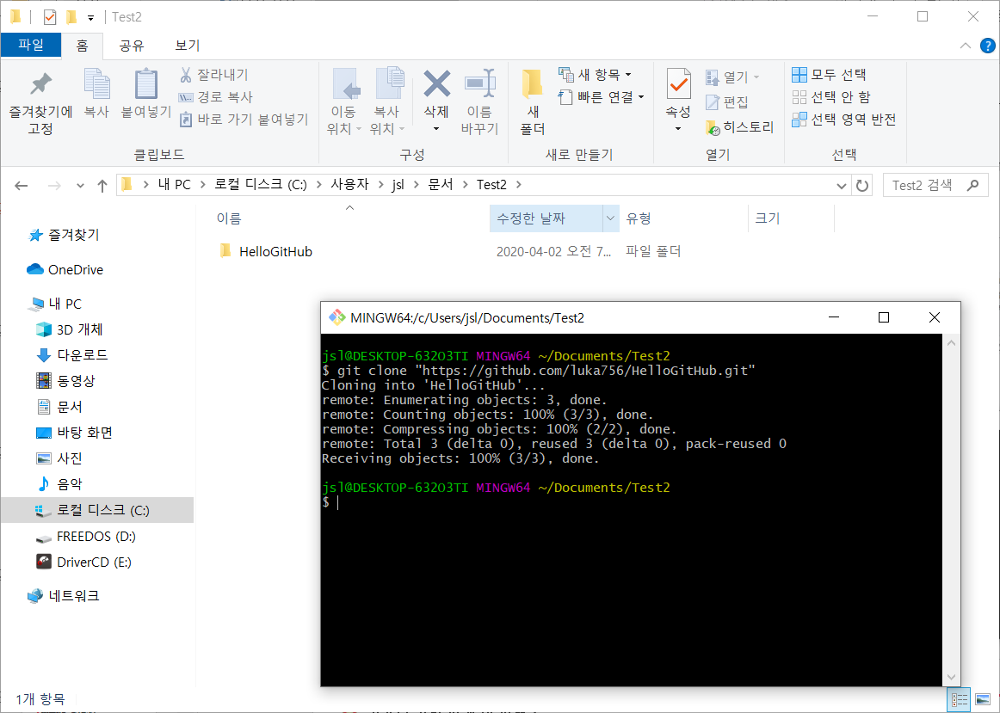 Test2
파일 홈 공유 보기
즐겨찾기에 고정
복사
붙여넣기
잘라내기
경로 복사
바로 가기 붙여넣기
클립보드
이동 위치
복사 위치
삭제
이름 바꾸기
구성
새 폴더
새 항목
빠른 연결
새로 만들기
속성
열기
편집
히스토리
열기
모두 선택
선택 안 함
선택 영역 반전
선택
내 PC > 로컬 디스크 (C:) > 사용자 > jsl > 문서 > Test2 >
Test2 검색
이름 수정한 날짜 유형 크기
HelloGitHub 2020-04-02 오전 7... 파일 폴더
즐겨찾기
OneDrive
내 PC
3D 개체
다운로드
동영상
문서
바탕 화면
사진
음악
로컬 디스크 (C:)
FREEDOS (D:)
DriverCD (E:)
네트워크
1개 항목
MINGW64:/c/Users/jsl/Documents/Test2
jsl@DESKTOP-632O3TI MINGW64 ~/Documents/Test2
$ git clone "https://github.com/luka756/HelloGitHub.git"
Cloning into 'HelloGitHub'...
remote: Enumerating objects: 3, done.
remote: Counting objects: 100% (3/3), done.
remote: Compressing objects: 100% (2/2), done.
remote: Total 3 (delta 0), reused 3 (delta 0), pack-reused 0
Receiving objects: 100% (3/3), done.
jsl@DESKTOP-632O3TI MINGW64 ~/Documents/Test2
$